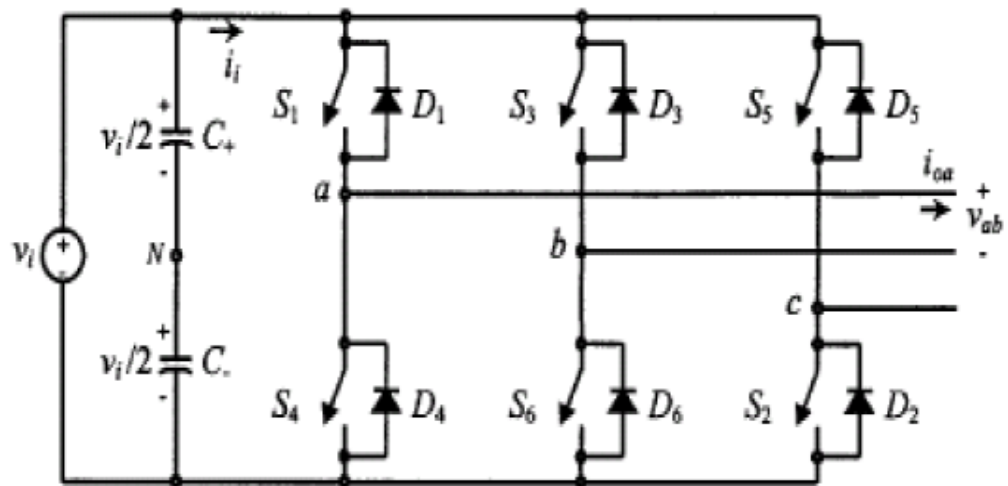 i_i
S_1 D_1 S_3 D_3 S_5 D_5
+
v_i/2 C_+
-
i_oa +
a
v_ab
b -
v_i + - N
c
+
v_i/2 C_-
-
S_4 D_4 S_6 D_6 S_2 D_2